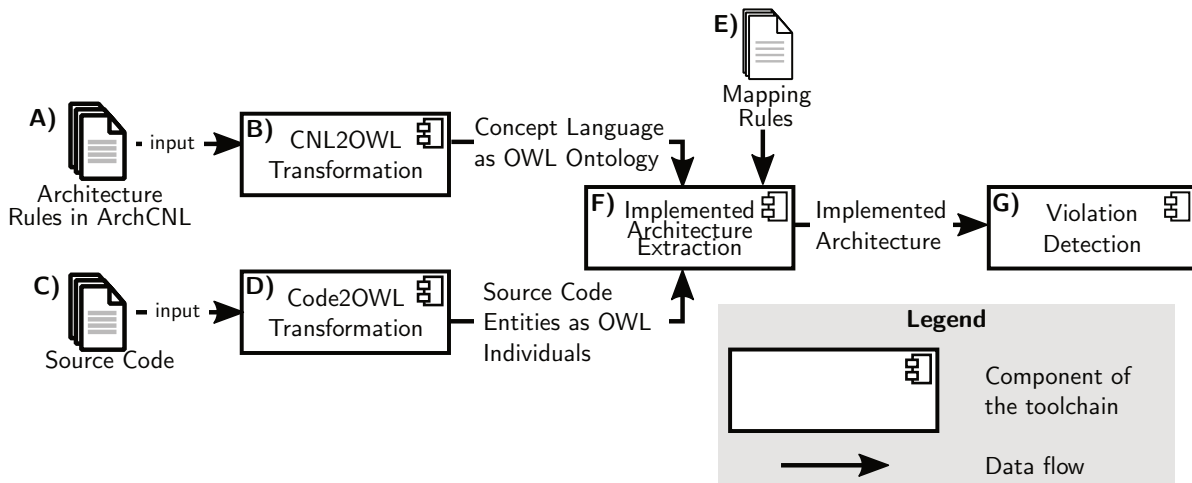 A)
input
Architecture
Rules in ArchCNL
B)
CNL2OWL
Transformation
Concept Language
as OWL Ontology
E)
Mapping
Rules
C)
input
Source Code
D)
Code2OWL
Transformation
Source Code
Entities as OWL
Individuals
F)
Implemented
Architecture
Extraction
Implemented
Architecture
G)
Violation
Detection
Legend
Component of
the toolchain
Data flow